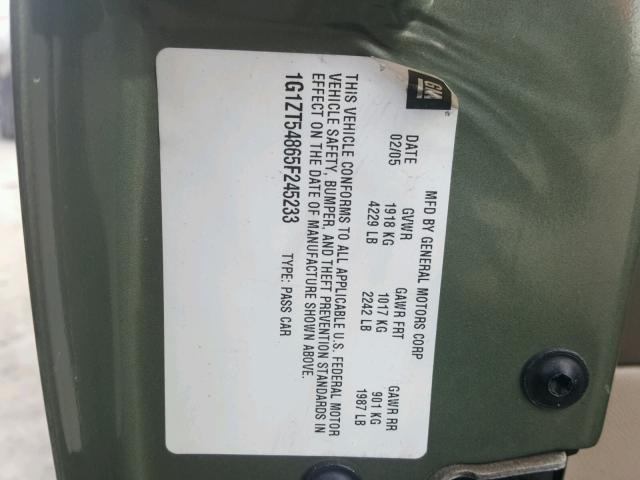 GM
MFD BY GENERAL MOTORS CORP
DATE GVWR GAWR FRT GAWR RR
02/05 1918 KG 1017 KG 901 KG
4229 LB 2242 LB 1987 LB
THIS VEHICLE CONFORMS TO ALL APPLICABLE U.S. FEDERAL MOTOR
VEHICLE SAFETY, BUMPER, AND THEFT PREVENTION STANDARDS IN
EFFECT ON THE DATE OF MANUFACTURE SHOWN ABOVE.
1G1ZT54865F245233 TYPE: PASS CAR